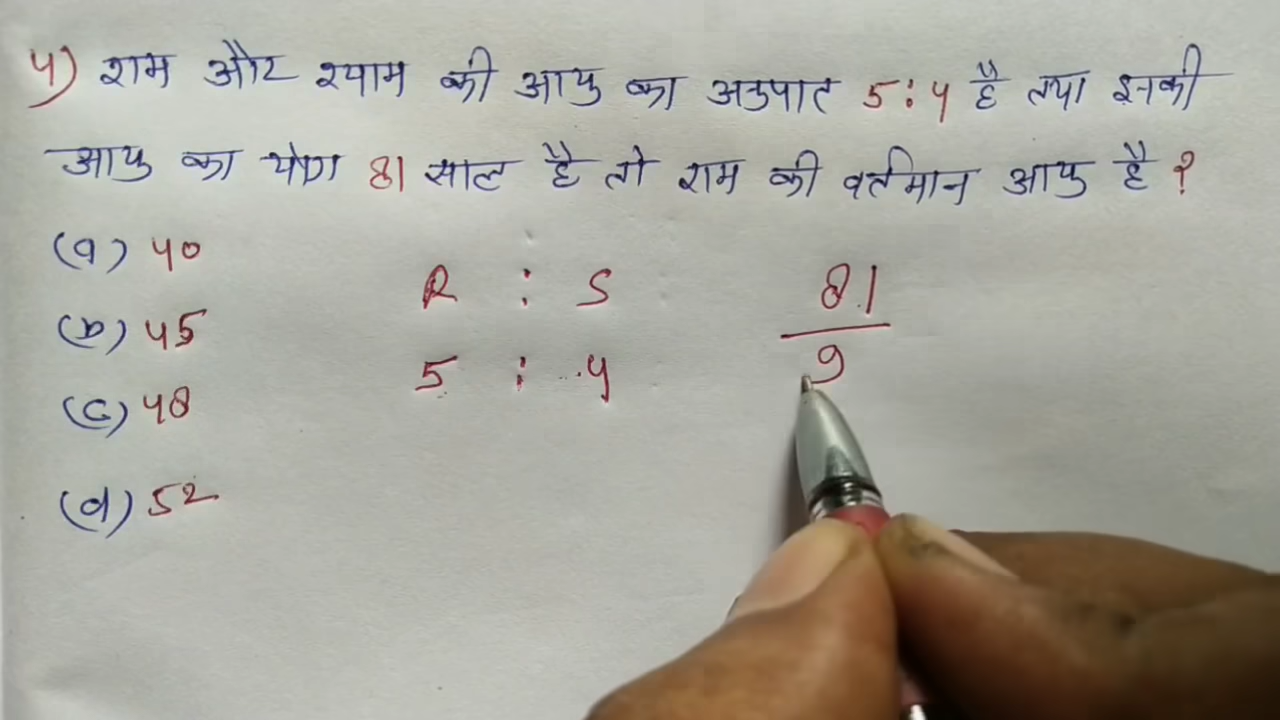 4) राम और श्याम की आयु का अनुपात 5:4 है तथा इनकी
आयु का योग 81 साल है तो राम की वर्तमान आयु है ?
(a) 40
(b) 45
(c) 48
(d) 52
R : S
5 : 4
81
9